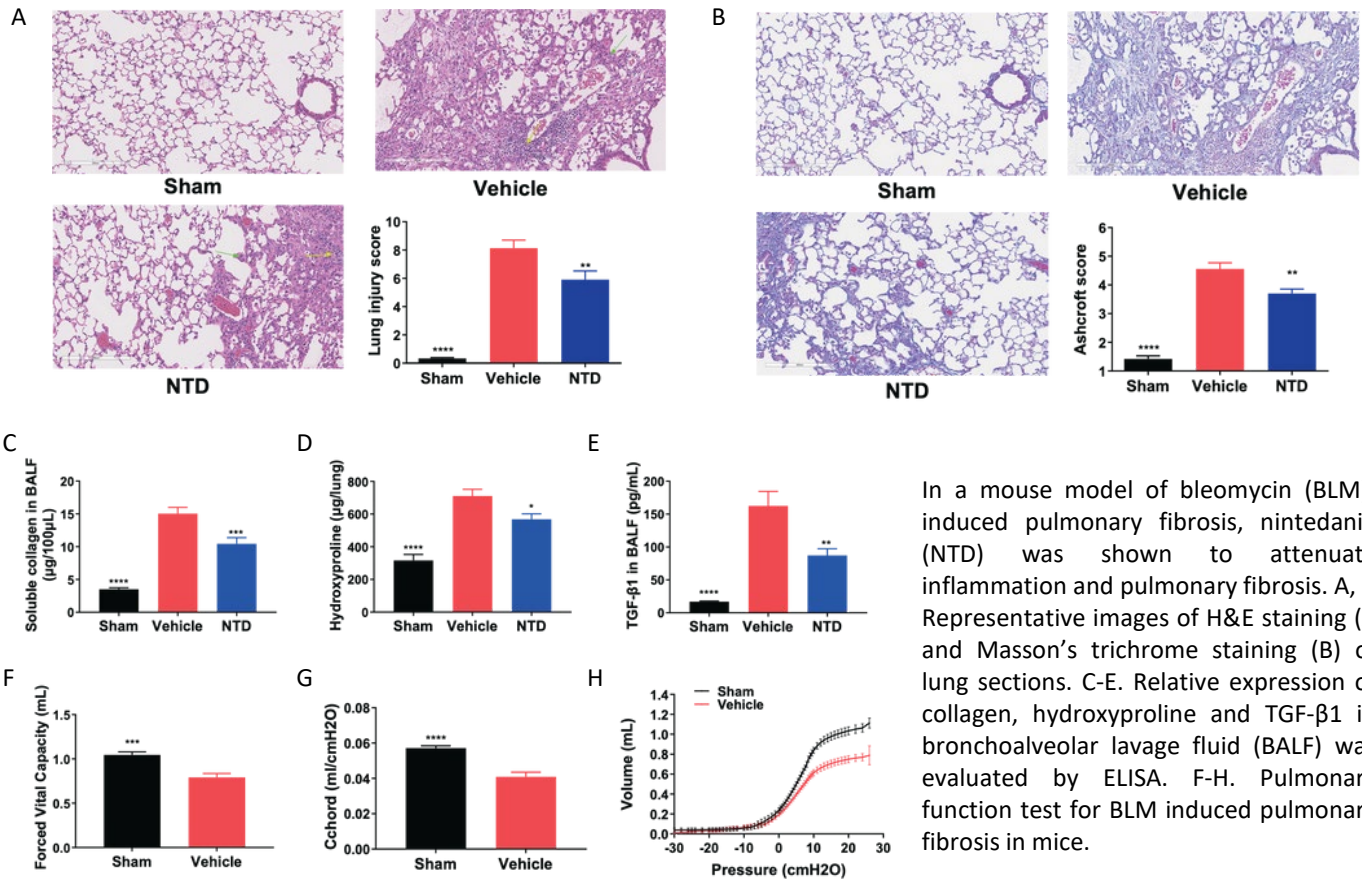 A
Sham
Vehicle
NTD
Lung injury score
10
8
6
4
2
0
****
**
Sham Vehicle NTD
B
Sham
Vehicle
NTD
Ashcroft score
6
5
4
3
2
1
****
**
Sham Vehicle NTD
C
Soluble collagen in BALF
(µg/100µL)
20
15
10
5
0
****
***
Sham Vehicle NTD
D
Hydroxyproline (µg/lung)
800
600
400
200
0
****
*
Sham Vehicle NTD
E
TGF-β1 in BALF (pg/mL)
200
150
100
50
0
****
**
Sham Vehicle NTD
F
Forced Vital Capacity (mL)
1.5
1.0
0.5
0.0
***
Sham Vehicle
G
Cchord (ml/cmH2O)
0.08
0.06
0.04
0.02
0.00
****
Sham Vehicle
H
Volume (mL)
1.4
1.2
1.0
0.8
0.6
0.4
0.2
0.0
Sham
Vehicle
-30 -20 -10 0 10 20 30
Pressure (cmH2O)
In a mouse model of bleomycin (BLM
induced pulmonary fibrosis, nintedani
(NTD) was shown to attenuat
inflammation and pulmonary fibrosis. A,
Representative images of H&E staining (
and Masson’s trichrome staining (B) o
lung sections. C-E. Relative expression o
collagen, hydroxyproline and TGF-β1 i
bronchoalveolar lavage fluid (BALF) wa
evaluated by ELISA. F-H. Pulmonar
function test for BLM induced pulmonar
fibrosis in mice.